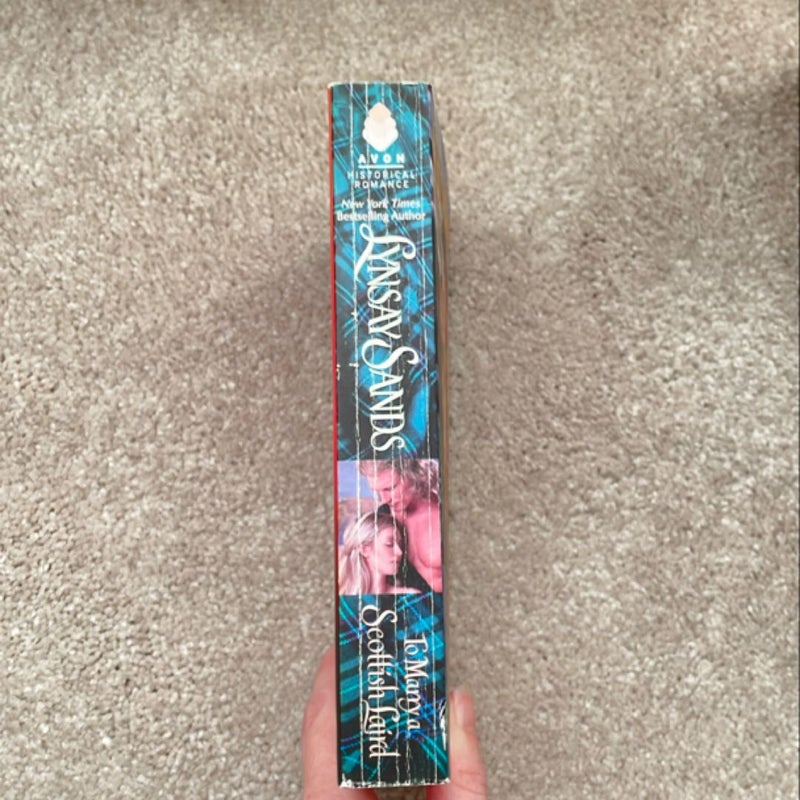 AVON
HISTORICAL
ROMANCE
New York Times
Bestselling Author
LYNSAY SANDS
To Marry a
Scottish Laird